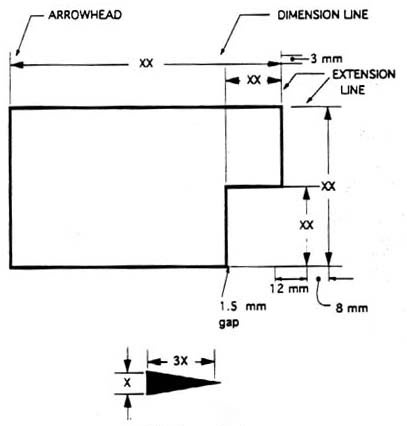 ARROWHEAD
DIMENSION LINE
XX
3 mm
XX
EXTENSION
LINE
XX
XX
12 mm
1.5 mm
gap
8 mm
3X
X